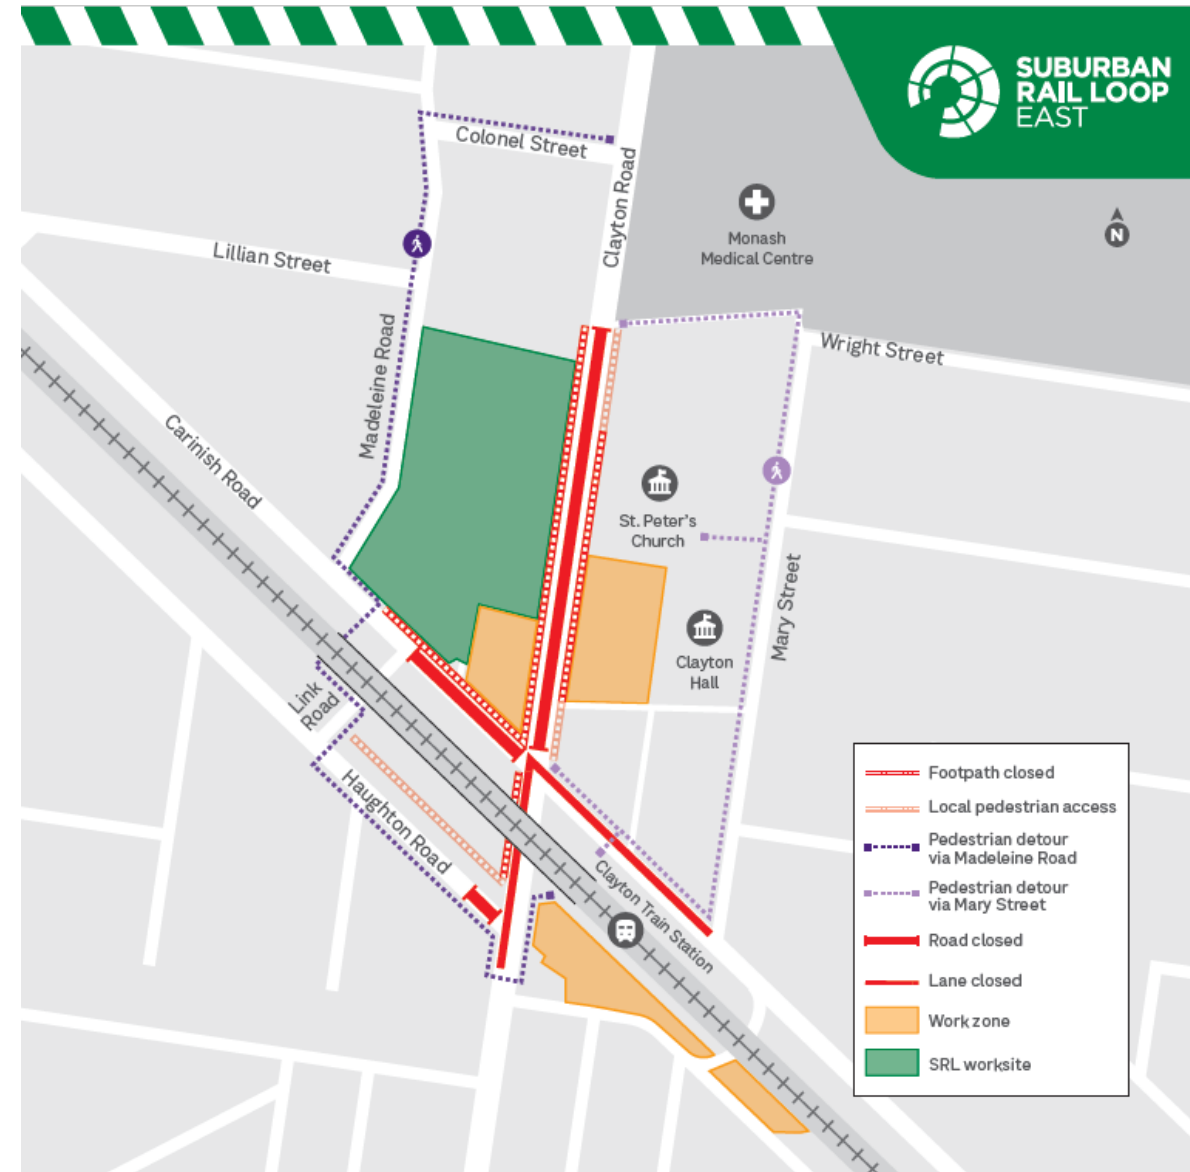 SUBURBAN
RAIL LOOP
EAST
Colonel Street
Clayton Road
Monash
Medical Centre
N
Lillian Street
Madeleine Road
Wright Street
Carinish Road
St. Peter's
Church
Mary Street
Clayton
Hall
Link
Road
Haughton Road
Clayton Train Station
Footpath closed
Local pedestrian access
Pedestrian detour
via Madeleine Road
Pedestrian detour
via Mary Street
Road closed
Lane closed
Work zone
SRL worksite